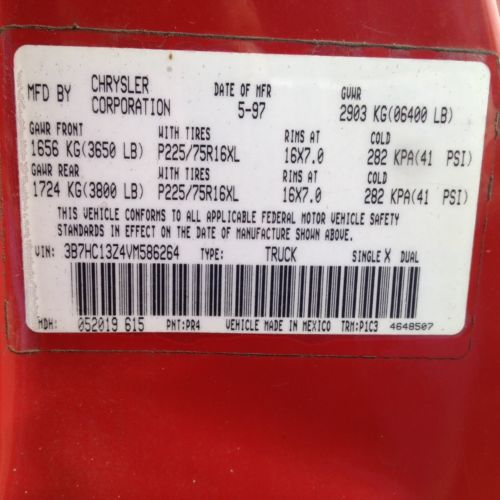 MFD BY CHRYSLER CORPORATION DATE OF MFR 5-97 GVWR 2903 KG(06400 LB)
GAWR FRONT WITH TIRES RIMS AT COLD
1656 KG(3650 LB) P225/75R16XL 16X7.0 282 KPA(41 PSI)
GAWR REAR WITH TIRES RIMS AT COLD
1724 KG(3800 LB) P225/75R16XL 16X7.0 282 KPA(41 PSI)
THIS VEHICLE CONFORMS TO ALL APPLICABLE FEDERAL MOTOR VEHICLE SAFETY
STANDARDS IN EFFECT ON THE DATE OF MANUFACTURE SHOWN ABOVE.
VIN: 3B7HC13Z4VM586264 TYPE: TRUCK SINGLE X DUAL
MDH: 052019 615 PNT:PR4 VEHICLE MADE IN MEXICO TRM:P1C3 4648507